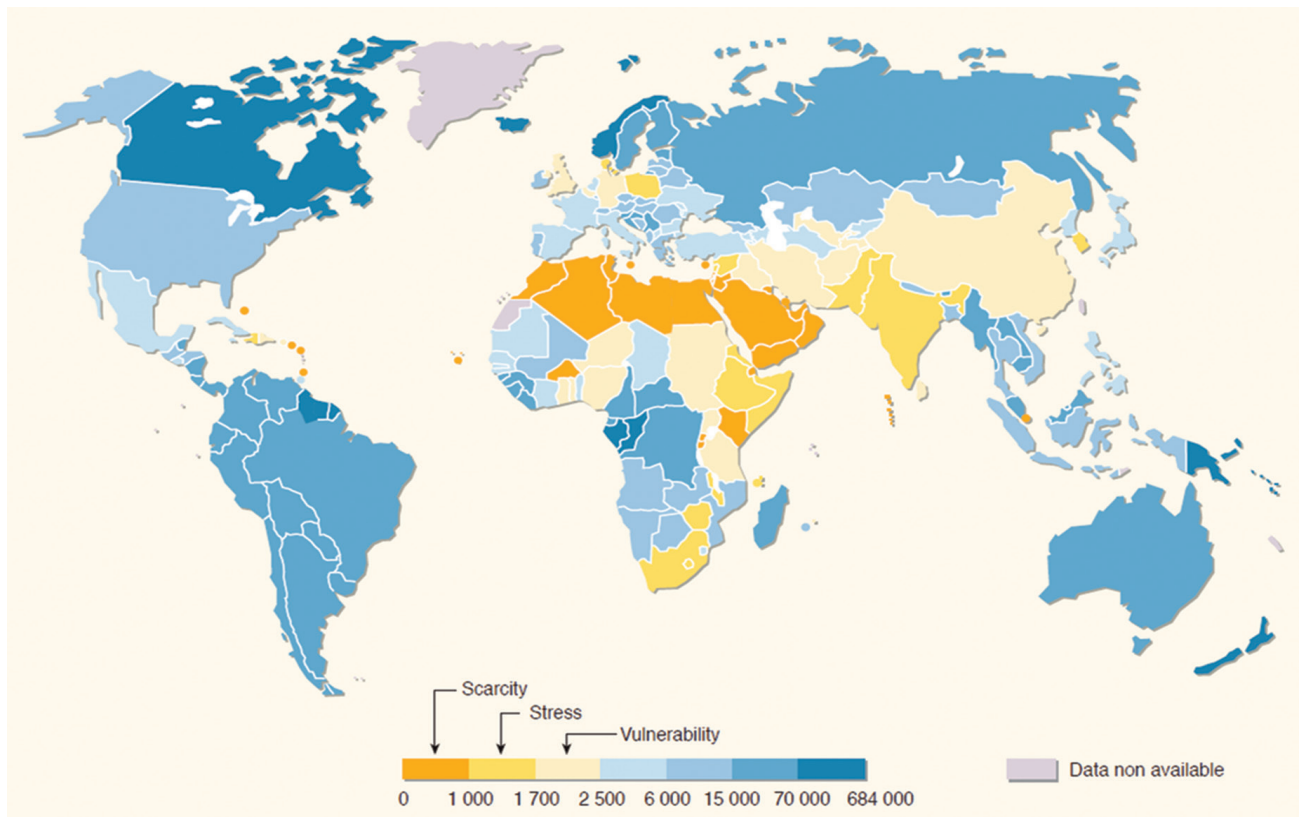 Scarcity
Stress
Vulnerability
Data non available
0 1 000 1 700 2 500 6 000 15 000 70 000 684 000